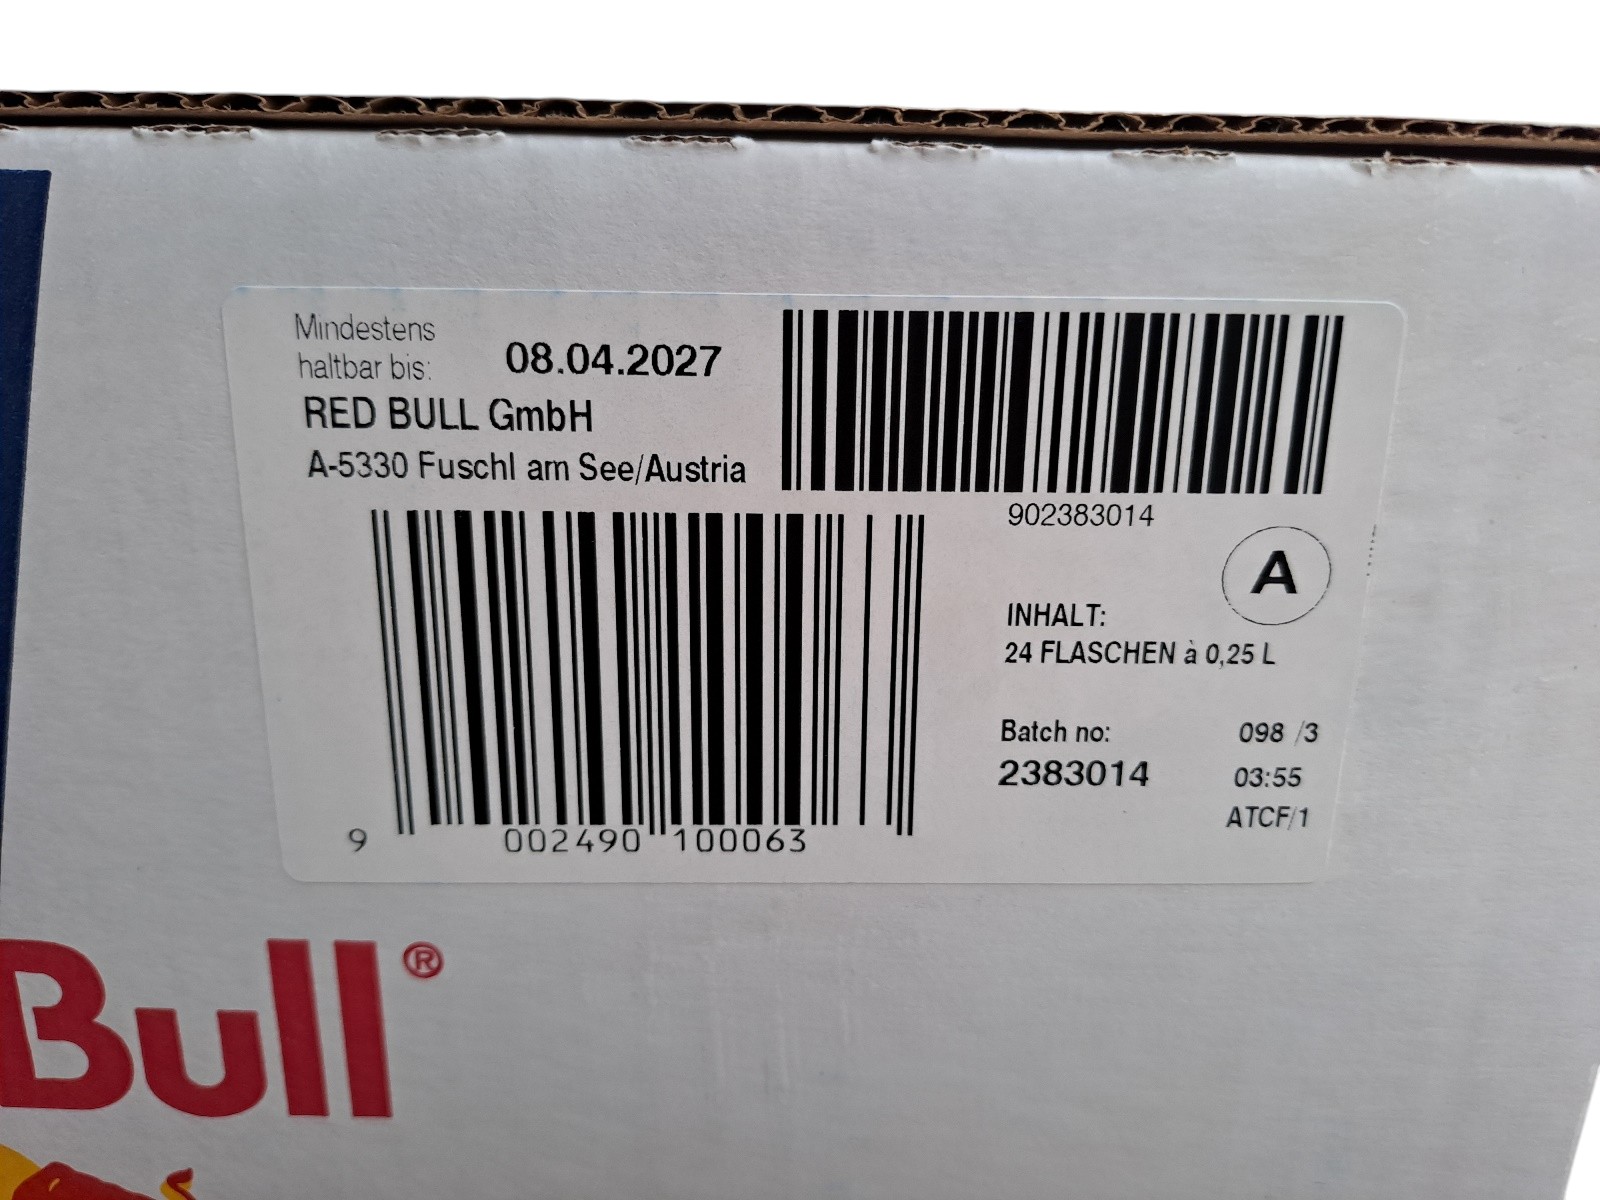 Mindestens
haltbar bis: 08.04.2027
RED BULL GmbH
A-5330 Fuschl am See/Austria
902383014
A
INHALT:
24 FLASCHEN à 0,25 L
Batch no: 098 /3
2383014 03:55
ATCF/1
9 002490 100063
Bull®